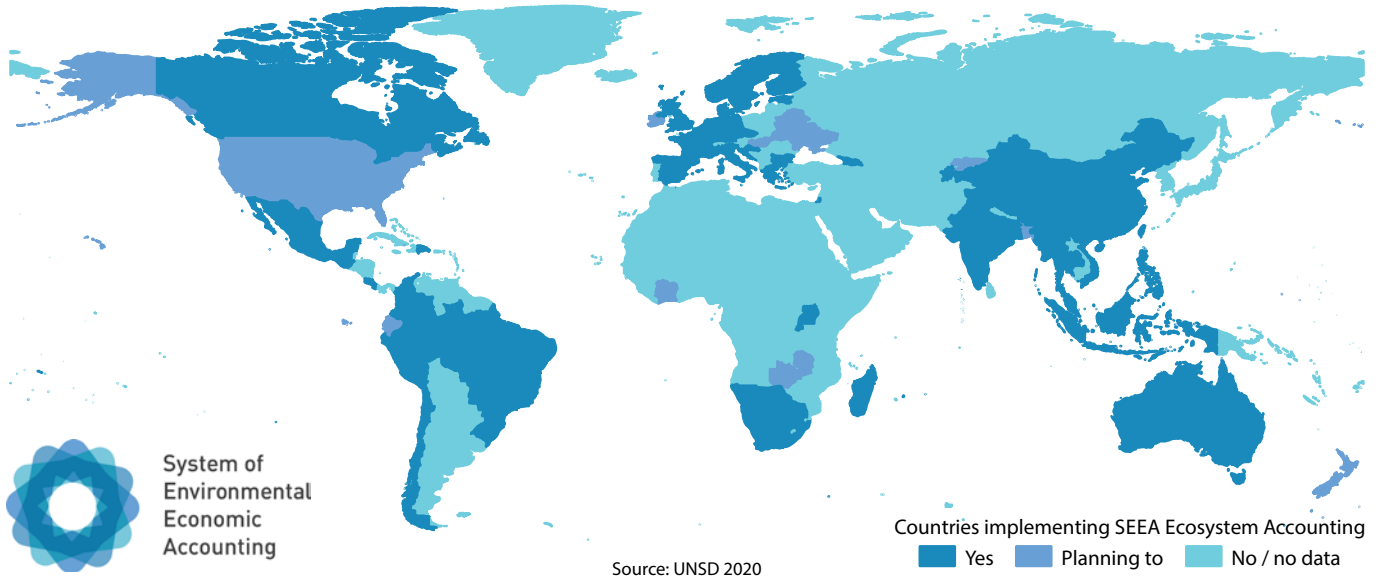 System of
Environmental
Economic
Accounting
Countries implementing SEEA Ecosystem Accounting
Yes Planning to No / no data
Source: UNSD 2020